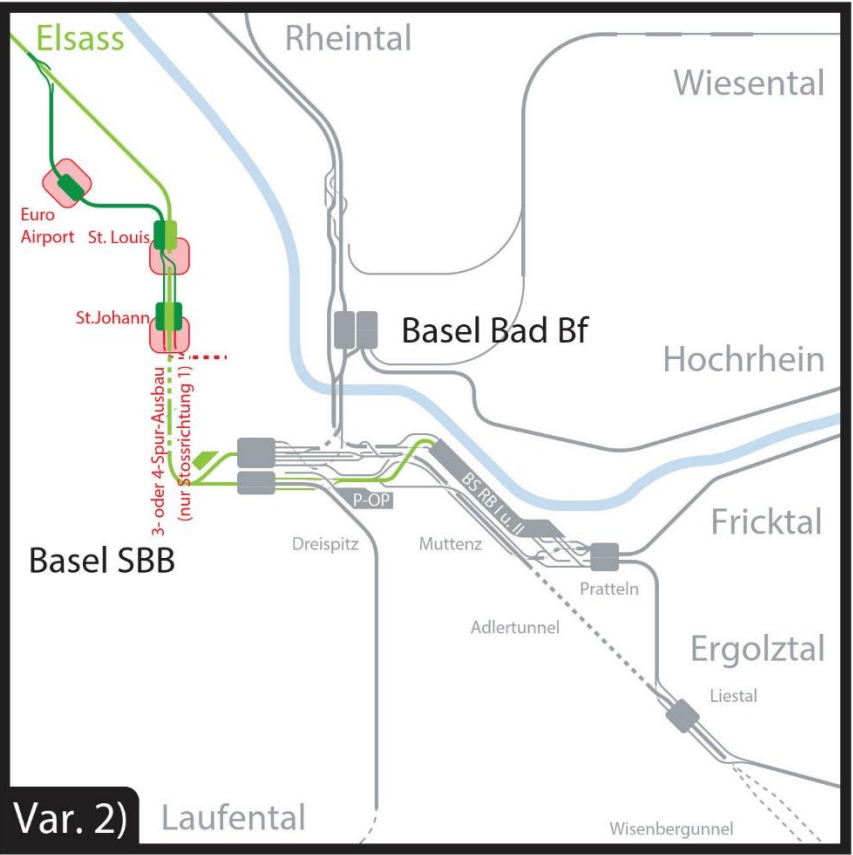 Elsass
Rheintal
Wiesental
Euro
Airport
St. Louis
St.Johann
Basel Bad Bf
Hochrhein
3- oder 4-Spur-Ausbau
(nur Stossrichtung 1)
P-OP
BS RB I u. II
Dreispitz
Muttenz
Fricktal
Basel SBB
Pratteln
Adlertunnel
Ergolztal
Liestal
Var. 2)
Laufental
Wisenbergunnel